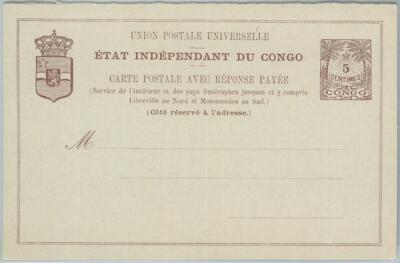 UNION POSTALE UNIVERSELLE
ÉTAT INDÉPENDANT DU CONGO
CARTE POSTALE AVEC RÉPONSE PAYÉE
(Service de l'intérieur et des pays limitrophes jusques et y compris
Libreville au Nord et Mossamedes au Sud.)
(Côté réservé à l'adresse.)
5
CENTIMES
CONGO
M